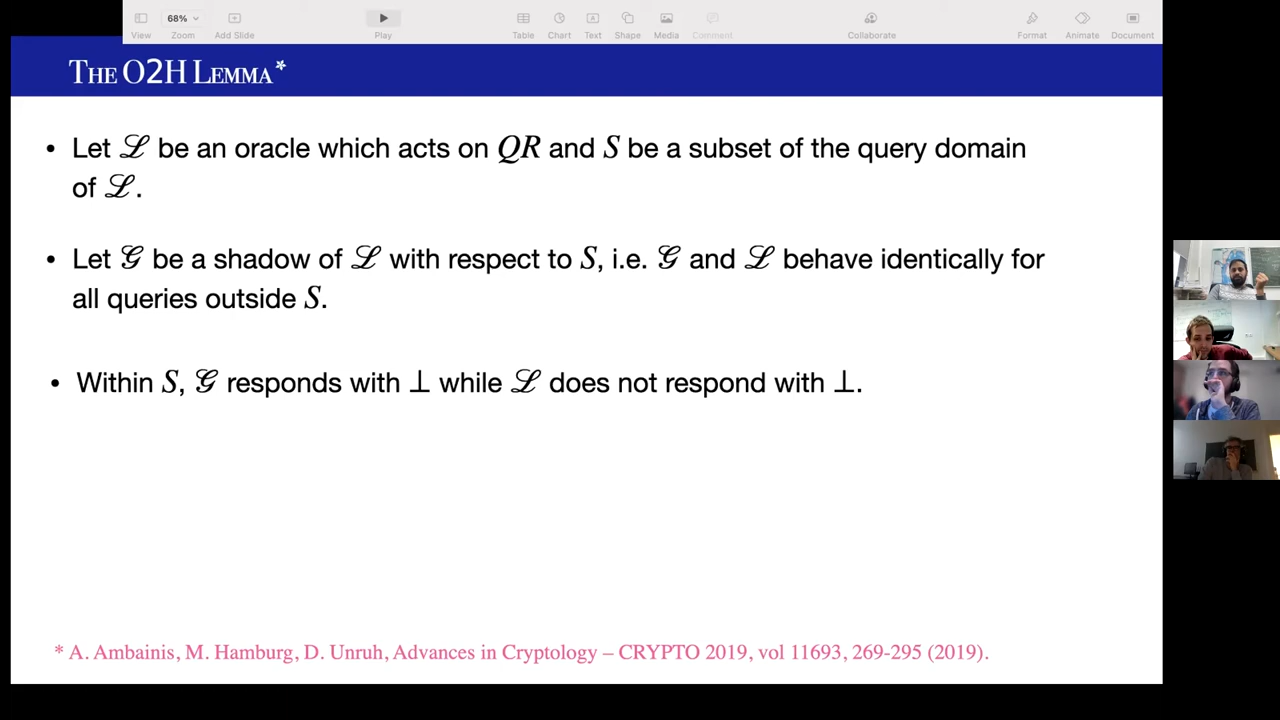 68%
View
Zoom
Add Slide
Play
Table
Chart
Text
Shape
Media
Comment
Collaborate
Format
Animate
Document
THE O2H LEMMA*
• Let ℒ be an oracle which acts on QR and S be a subset of the query domain
of ℒ.
• Let 𝒢 be a shadow of ℒ with respect to S, i.e. 𝒢 and ℒ behave identically for
all queries outside S.
• Within S, 𝒢 responds with ⊥ while ℒ does not respond with ⊥.
* A. Ambainis, M. Hamburg, D. Unruh, Advances in Cryptology – CRYPTO 2019, vol 11693, 269-295 (2019).